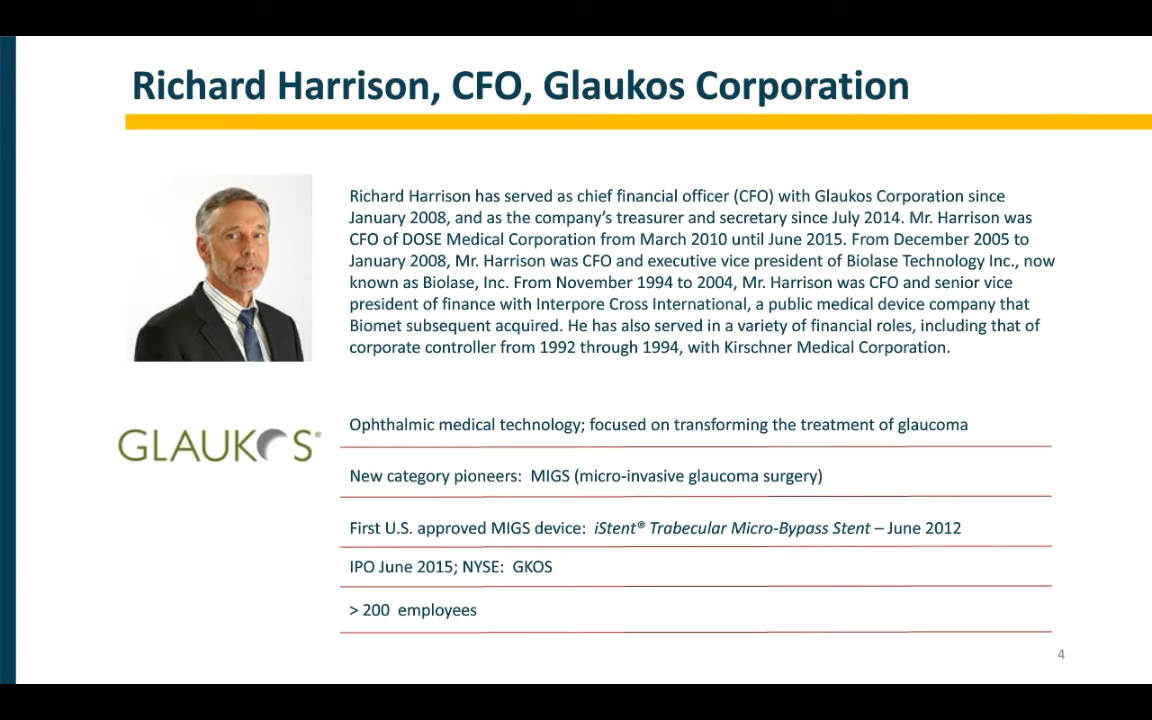 Richard Harrison, CFO, Glaukos Corporation
Richard Harrison has served as chief financial officer (CFO) with Glaukos Corporation since
January 2008, and as the company’s treasurer and secretary since July 2014. Mr. Harrison was
CFO of DOSE Medical Corporation from March 2010 until June 2015. From December 2005 to
January 2008, Mr. Harrison was CFO and executive vice president of Biolase Technology Inc., now
known as Biolase, Inc. From November 1994 to 2004, Mr. Harrison was CFO and senior vice
president of finance with Interpore Cross International, a public medical device company that
Biomet subsequent acquired. He has also served in a variety of financial roles, including that of
corporate controller from 1992 through 1994, with Kirschner Medical Corporation.
GLAUKOS®
Ophthalmic medical technology; focused on transforming the treatment of glaucoma
New category pioneers:  MIGS (micro-invasive glaucoma surgery)
First U.S. approved MIGS device:  iStent® Trabecular Micro-Bypass Stent – June 2012
IPO June 2015; NYSE:  GKOS
> 200  employees
4